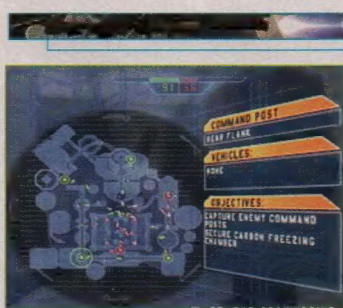 COMMAND POST
REAR FLANK
VEHICLES:
NONE
OBJECTIVES:
CAPTURE ENEMY COMMAND
POSTS
SECURE CARBON FREEZING
CHAMBER